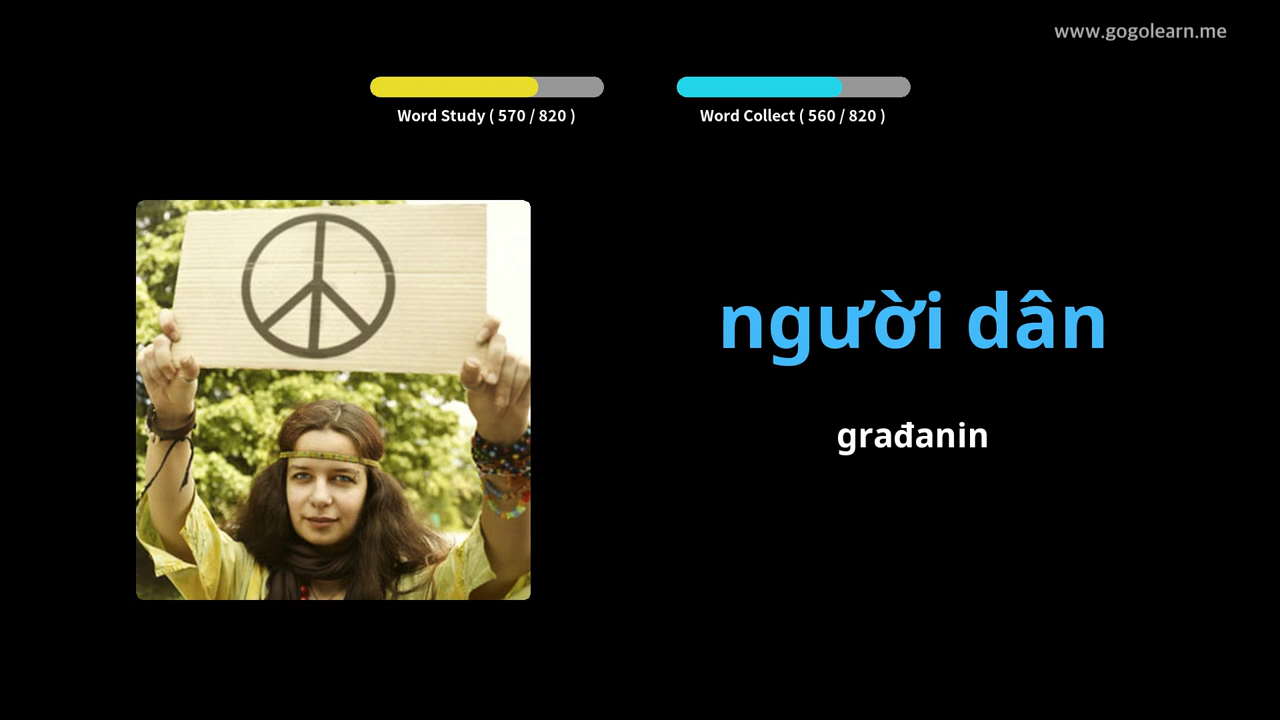 www.gogolearn.me
Word Study ( 570 / 820 )
Word Collect ( 560 / 820 )
người dân
građanin